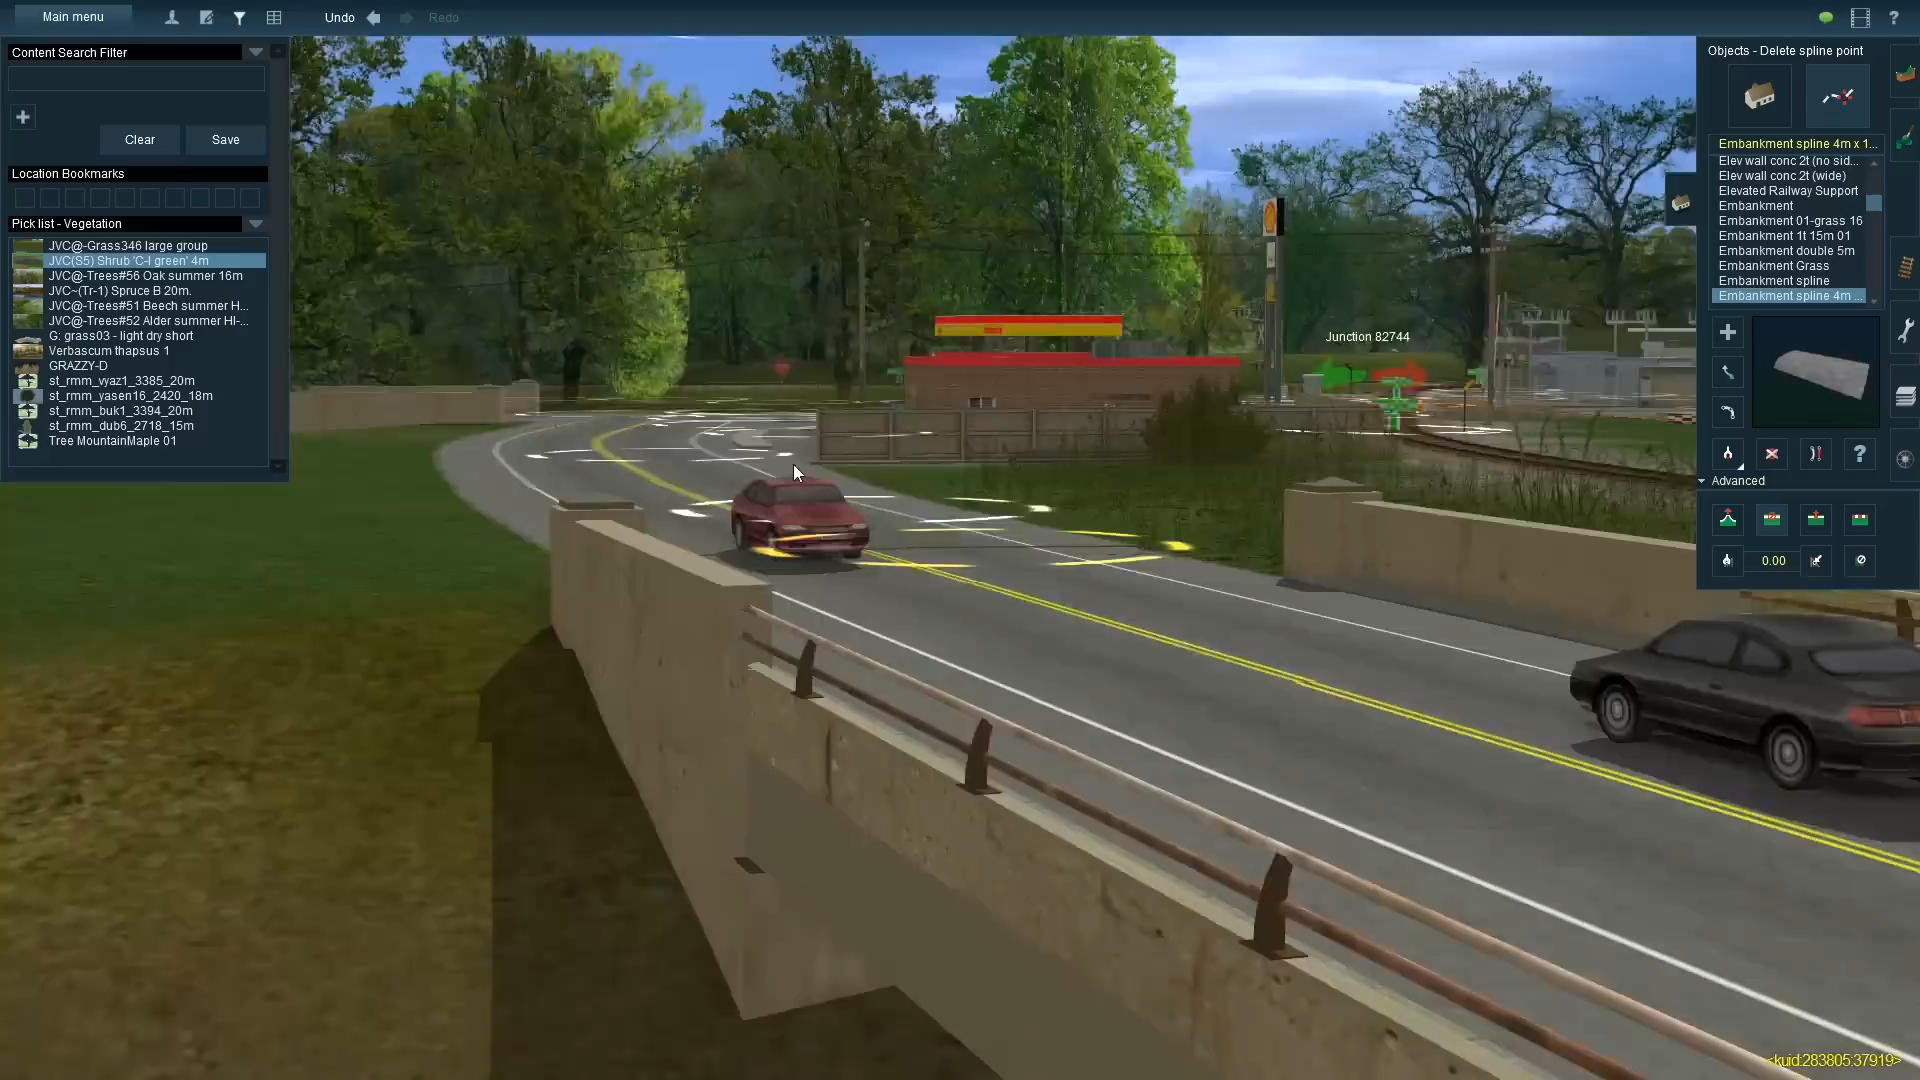 Main menu
Undo
Redo
?
Content Search Filter
Clear
Save
Location Bookmarks
Pick list - Vegetation
JVC@-Grass346 large group
JVC(S5) Shrub 'C-I green' 4m
JVC@-Trees#56 Oak summer 16m
JVC~(Tr-1) Spruce B 20m.
JVC@-Trees#51 Beech summer H...
JVC@-Trees#52 Alder summer HI-...
G: grass03 - light dry short
Verbascum thapsus 1
GRAZZY-D
st_rmm_vyaz1_3385_20m
st_rmm_yasen16_2420_18m
st_rmm_buk1_3394_20m
st_rmm_dub6_2718_15m
Tree MountainMaple 01
Junction 82744
Objects - Delete spline point
Embankment spline 4m x 1...
Elev wall conc 2t (no sid...
Elev wall conc 2t (wide)
Elevated Railway Support
Embankment
Embankment 01-grass 16
Embankment 1t 15m 01
Embankment double 5m
Embankment Grass
Embankment spline
Embankment spline 4m ...
?
Advanced
0.00
<kuid:283805:37919>